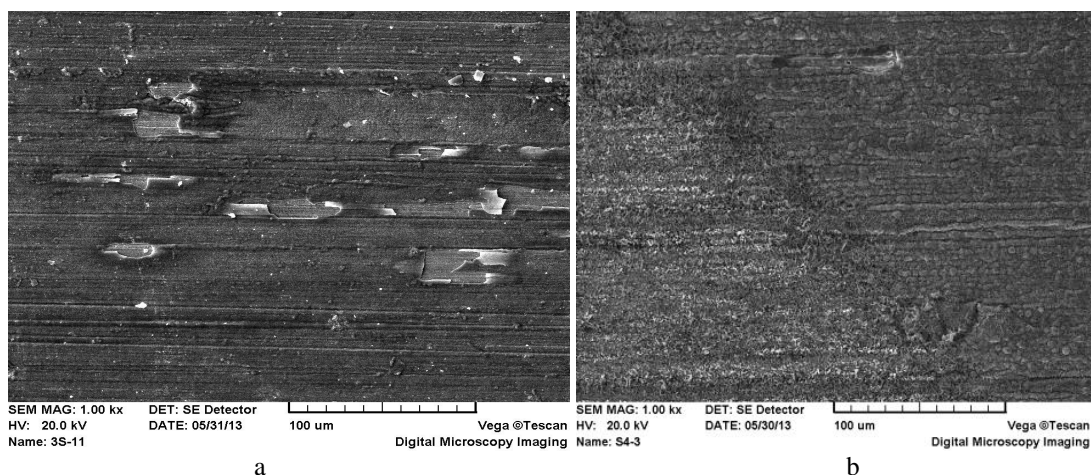 SEM MAG: 1.00 kx DET: SE Detector
HV: 20.0 kV DATE: 05/31/13 100 um Vega ©Tescan
Name: 3S-11 Digital Microscopy Imaging
a
SEM MAG: 1.00 kx DET: SE Detector
HV: 20.0 kV DATE: 05/30/13 100 um Vega ©Tescan
Name: S4-3 Digital Microscopy Imaging
b